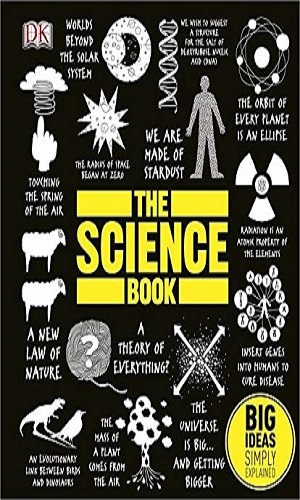 DK
WORLDS
BEYOND
THE SOLAR
SYSTEM
WE WISH TO SUGGEST
A STRUCTURE
FOR THE SALT OF
DEOXYRIBOSE NUCLEIC
ACID (DNA)
THE ORBIT OF
EVERY PLANET
IS AN ELLIPSE
THE RADIUS OF SPACE
BEGAN AT ZERO
WE ARE
MADE OF
STARDUST
TOUCHING
THE SPRING
OF THE AIR
RADIATION IS AN
ATOMIC PROPERTY OF
THE ELEMENTS
THE
SCIENCE
BOOK
A NEW
LAW OF
NATURE
?
A
THEORY OF
EVERYTHING?
INSERT GENES
INTO HUMANS TO
CURE DISEASE
AN EVOLUTIONARY
LINK BETWEEN BIRDS
AND DINOSAURS
THE
MASS OF
A PLANT
COMES FROM
THE AIR
THE
UNIVERSE
IS BIG...
AND GETTING
BIGGER
BIG
IDEAS
SIMPLY
EXPLAINED